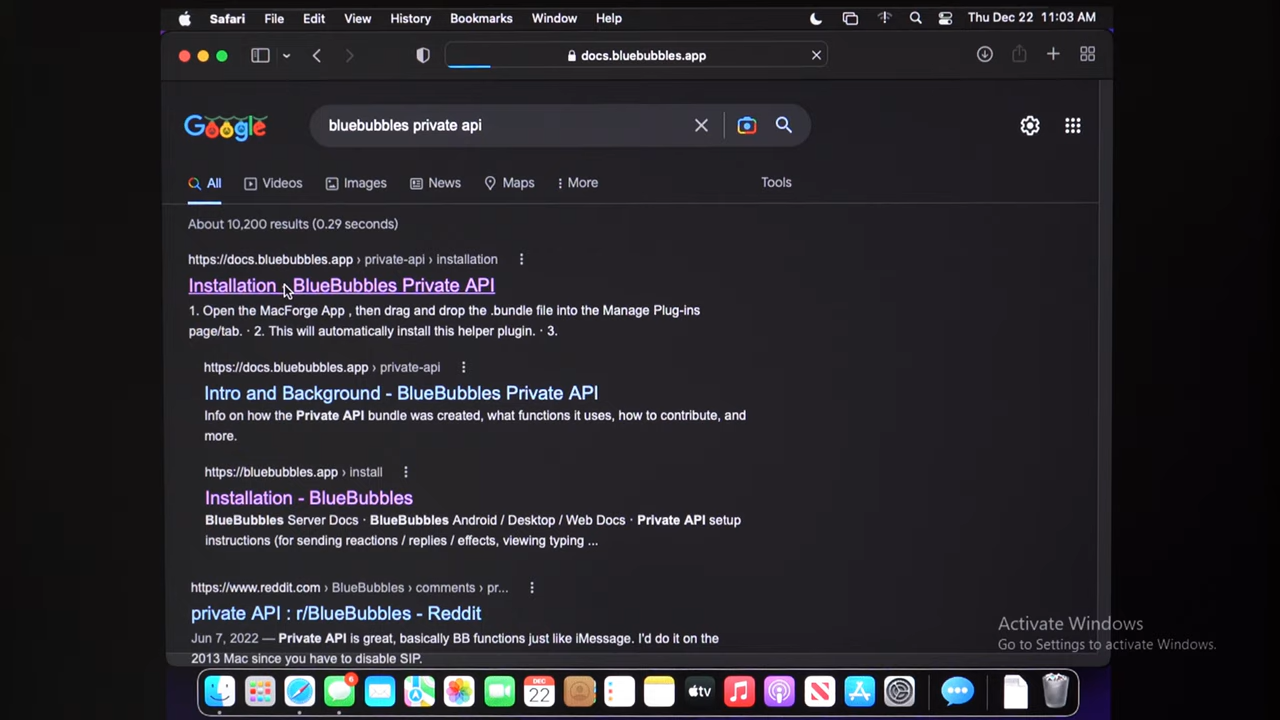 Safari File Edit View History Bookmarks Window Help Thu Dec 22 11:03 AM
docs.bluebubbles.app
Google bluebubbles private api
All Videos Images News Maps More Tools
About 10,200 results (0.29 seconds)
https://docs.bluebubbles.app › private-api › installation
Installation - BlueBubbles Private API
1. Open the MacForge App , then drag and drop the .bundle file into the Manage Plug-ins
page/tab. · 2. This will automatically install this helper plugin. · 3.
https://docs.bluebubbles.app › private-api
Intro and Background - BlueBubbles Private API
Info on how the Private API bundle was created, what functions it uses, how to contribute, and
more.
https://bluebubbles.app › install
Installation - BlueBubbles
BlueBubbles Server Docs · BlueBubbles Android / Desktop / Web Docs · Private API setup
instructions (for sending reactions / replies / effects, viewing typing ...
https://www.reddit.com › BlueBubbles › comments › pr...
private API : r/BlueBubbles - Reddit
Jun 7, 2022 — Private API is great, basically BB functions just like iMessage. I'd do it on the
2013 Mac since you have to disable SIP.
Activate Windows
Go to Settings to activate Windows.
6
DEC
22
tv